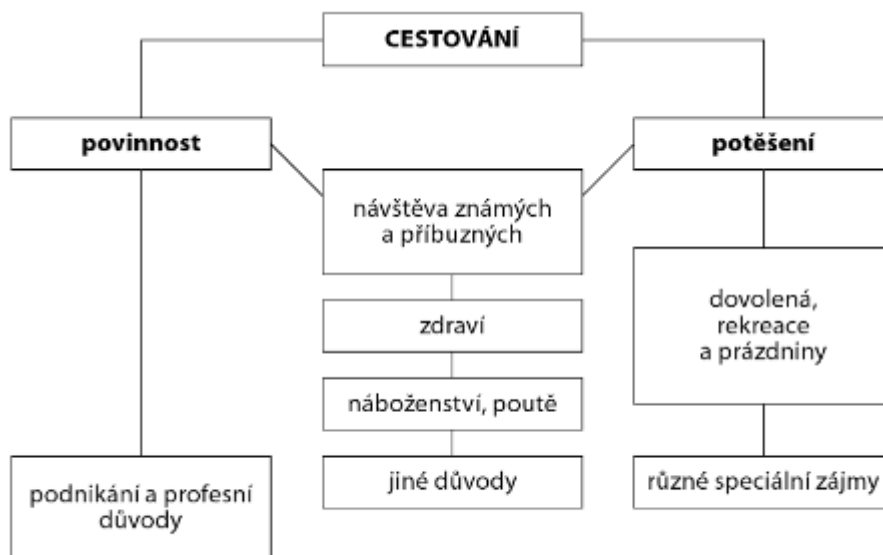 CESTOVÁNÍ
povinnost
potěšení
návštěva známých
a příbuzných
zdraví
náboženství, poutě
jiné důvody
dovolená,
rekreace
a prázdniny
podnikání a profesní
důvody
různé speciální zájmy